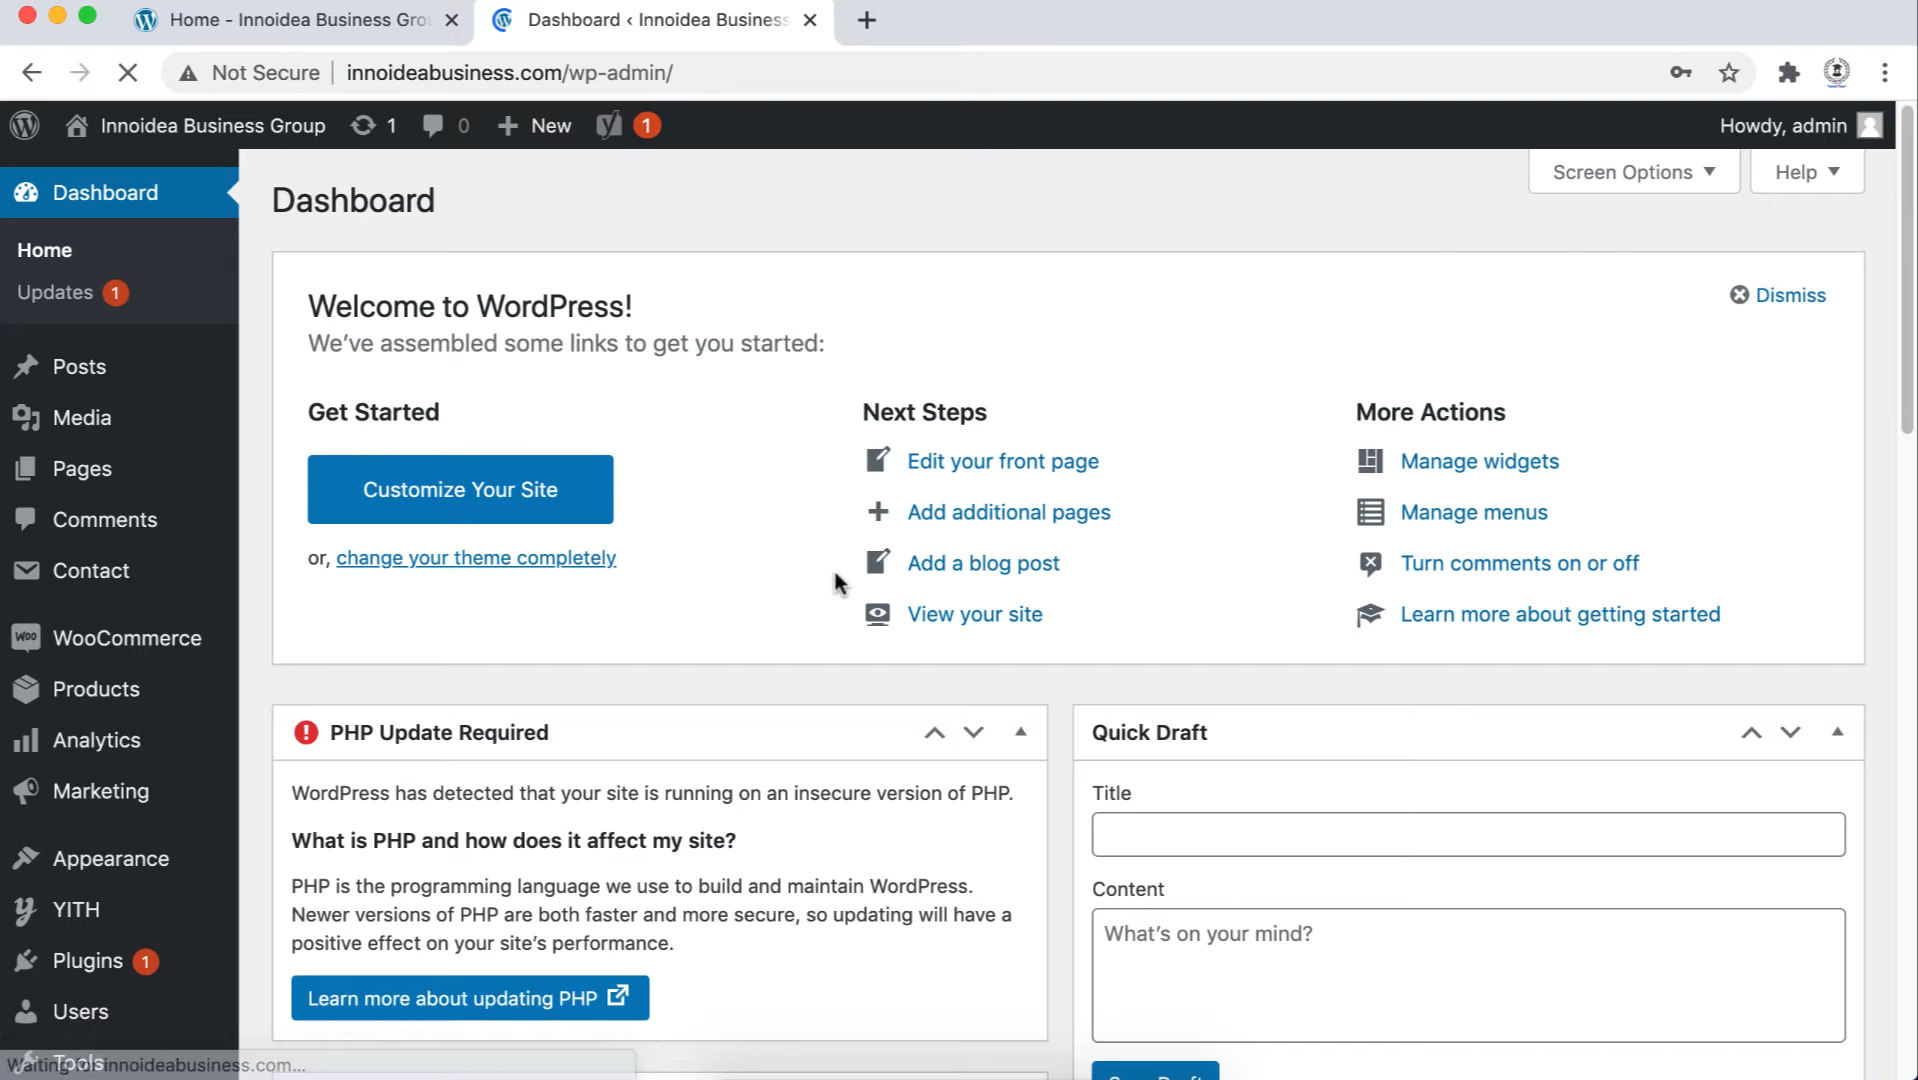 Home - Innoidea Business Gro
Dashboard ‹ Innoidea Business
Not Secure
innoideabusiness.com/wp-admin/
Innoidea Business Group
1
0
New
1
Howdy, admin
Dashboard
Home
Updates 1
Posts
Media
Pages
Comments
Contact
Woo
WooCommerce
Products
Analytics
Marketing
Appearance
YITH
Plugins 1
Users
Tools
Screen Options
Help
Dashboard
Welcome to WordPress!
We've assembled some links to get you started:
Dismiss
Get Started
Customize Your Site
or, change your theme completely
Next Steps
Edit your front page
Add additional pages
Add a blog post
View your site
More Actions
Manage widgets
Manage menus
Turn comments on or off
Learn more about getting started
PHP Update Required
WordPress has detected that your site is running on an insecure version of PHP.
What is PHP and how does it affect my site?
PHP is the programming language we use to build and maintain WordPress.
Newer versions of PHP are both faster and more secure, so updating will have a
positive effect on your site's performance.
Learn more about updating PHP
Quick Draft
Title
Content
What's on your mind?
innoideabusiness.com...